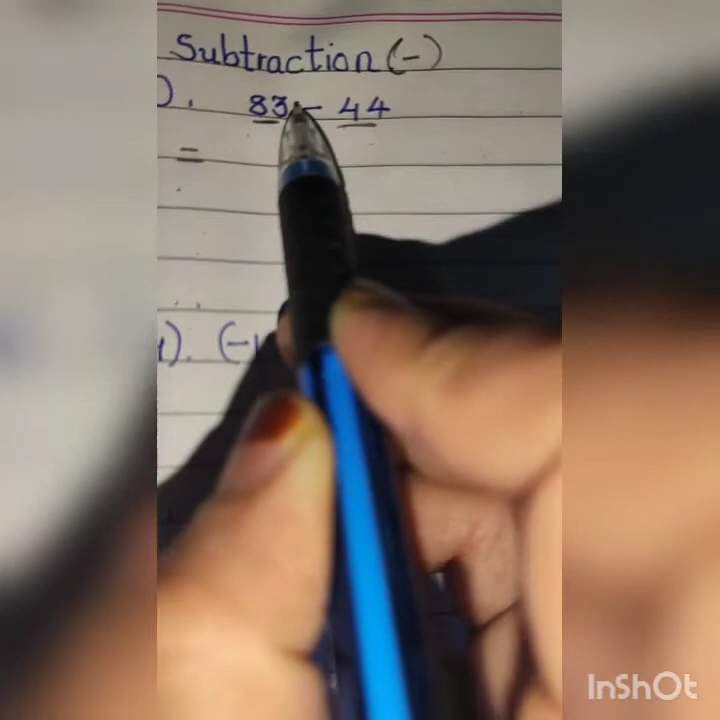 Subtraction (-)
). 83 - 44
=
). (-
InShOt